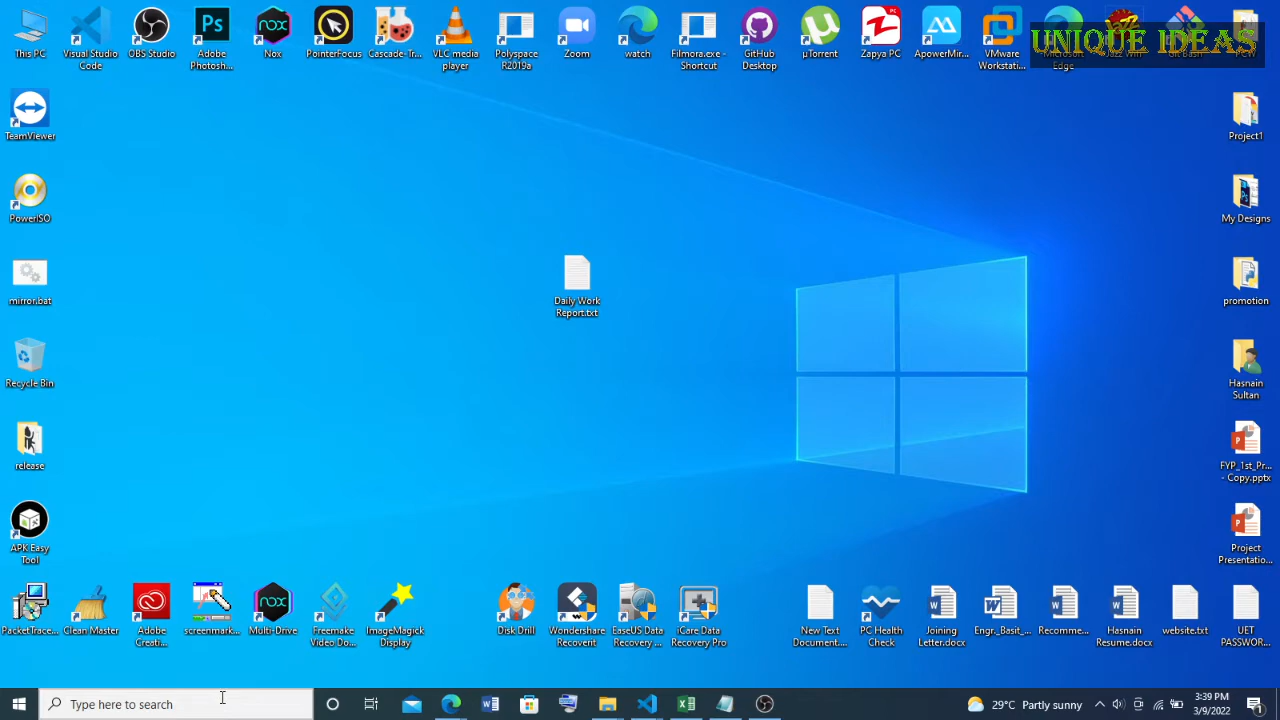 This PC
Visual Studio Code
OBS Studio
Adobe Photosh...
Nox
PointerFocus
Cascade-Tr...
VLC media player
Polyspace R2019a
Zoom
watch
Filmora.exe - Shortcut
GitHub Desktop
µTorrent
Zapya PC
ApowerMir...
VMware Workstati...
UNIQUE IDEAS
TeamViewer
Project1
PowerISO
My Designs
mirror.bat
Daily Work Report.txt
promotion
Recycle Bin
Hasnain Sultan
release
FYP_1st_Pr... - Copy.pptx
APK Easy Tool
Project Presentatio...
PacketTrace...
Clean Master
Adobe Creati...
screenmark...
Multi-Drive
Freemake Video Do...
ImageMagick Display
Disk Drill
Wondershare Recoverit
EaseUS Data Recovery ...
iCare Data Recovery Pro
New Text Document....
PC Health Check
Joining Letter.docx
Engr._Basit_...
Recomme...
Hasnain Resume.docx
website.txt
UET PASSWOR...
Type here to search
29°C Partly sunny
3:39 PM
3/9/2022